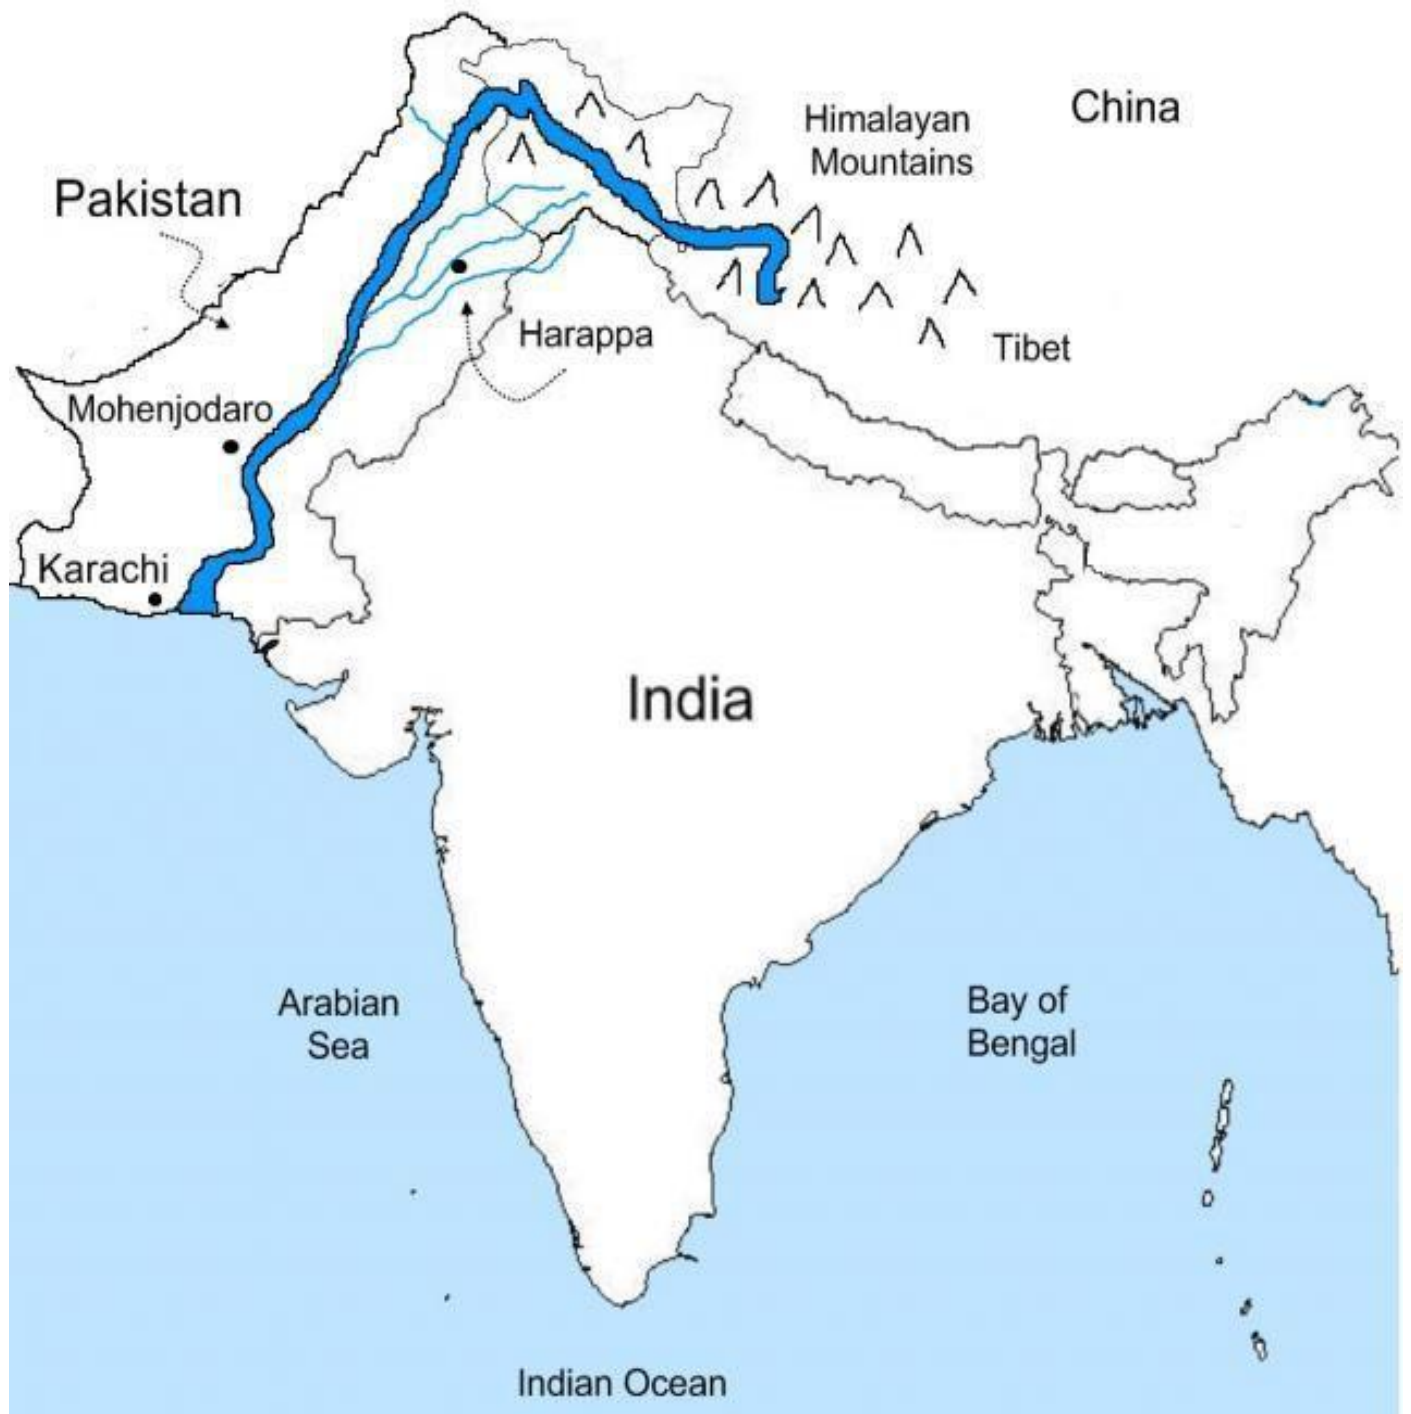 China
Himalayan
Mountains
Pakistan
Harappa
Tibet
Mohenjodaro
Karachi
India
Arabian
Sea
Bay of
Bengal
Indian Ocean